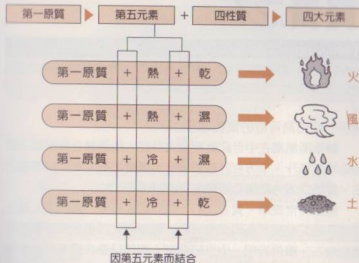 第一原質 第五元素 + 四性質 四大元素
第一原質 + 熱 + 乾 火
第一原質 + 熱 + 濕 風
第一原質 + 冷 + 濕 水
第一原質 + 冷 + 乾 土
因第五元素而結合